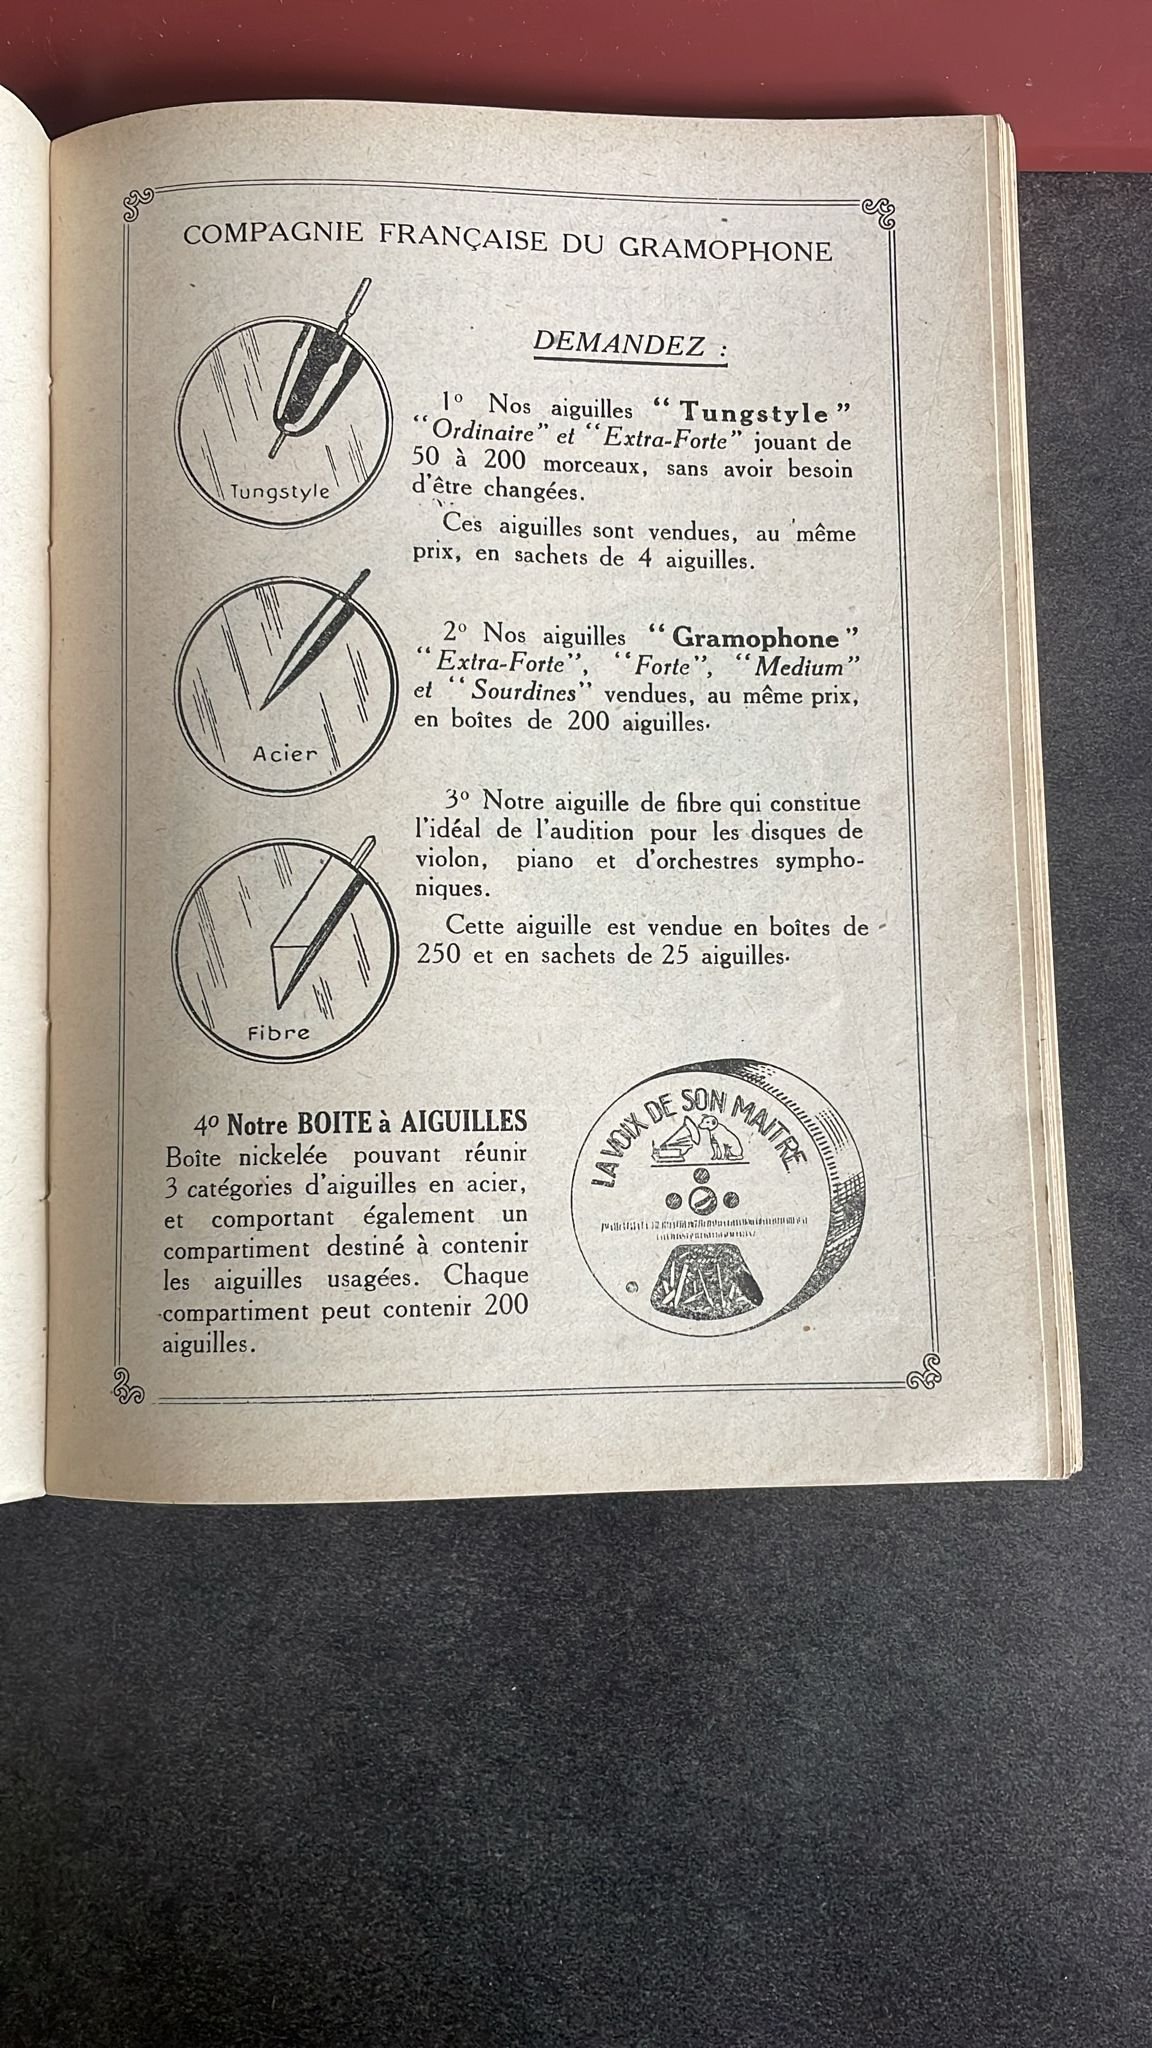 COMPAGNIE FRANÇAISE DU GRAMOPHONE
DEMANDEZ :
1º Nos aiguilles “Tungstyle”
“Ordinaire” et “Extra-Forte” jouant de
50 à 200 morceaux, sans avoir besoin
d'être changées.
Ces aiguilles sont vendues, au même
prix, en sachets de 4 aiguilles.
Tungstyle
2º Nos aiguilles “Gramophone”
“Extra-Forte”, “Forte”, “Medium”
et “Sourdines” vendues, au même prix,
en boîtes de 200 aiguilles.
Acier
3º Notre aiguille de fibre qui constitue
l'idéal de l'audition pour les disques de
violon, piano et d'orchestres sympho-
niques.
Cette aiguille est vendue en boîtes de
250 et en sachets de 25 aiguilles.
Fibre
4º Notre BOITE à AIGUILLES
Boîte nickelée pouvant réunir
3 catégories d'aiguilles en acier,
et comportant également un
compartiment destiné à contenir
les aiguilles usagées. Chaque
compartiment peut contenir 200
aiguilles.
LA VOIX DE SON MAITRE